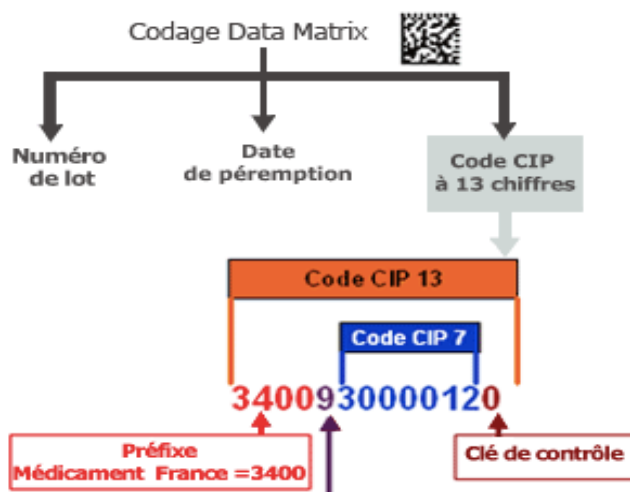 Codage Data Matrix
Numéro
de lot
Date
de péremption
Code CIP
à 13 chiffres
Code CIP 13
Code CIP 7
3400930000120
Préfixe
Médicament France =3400
Clé de contrôle